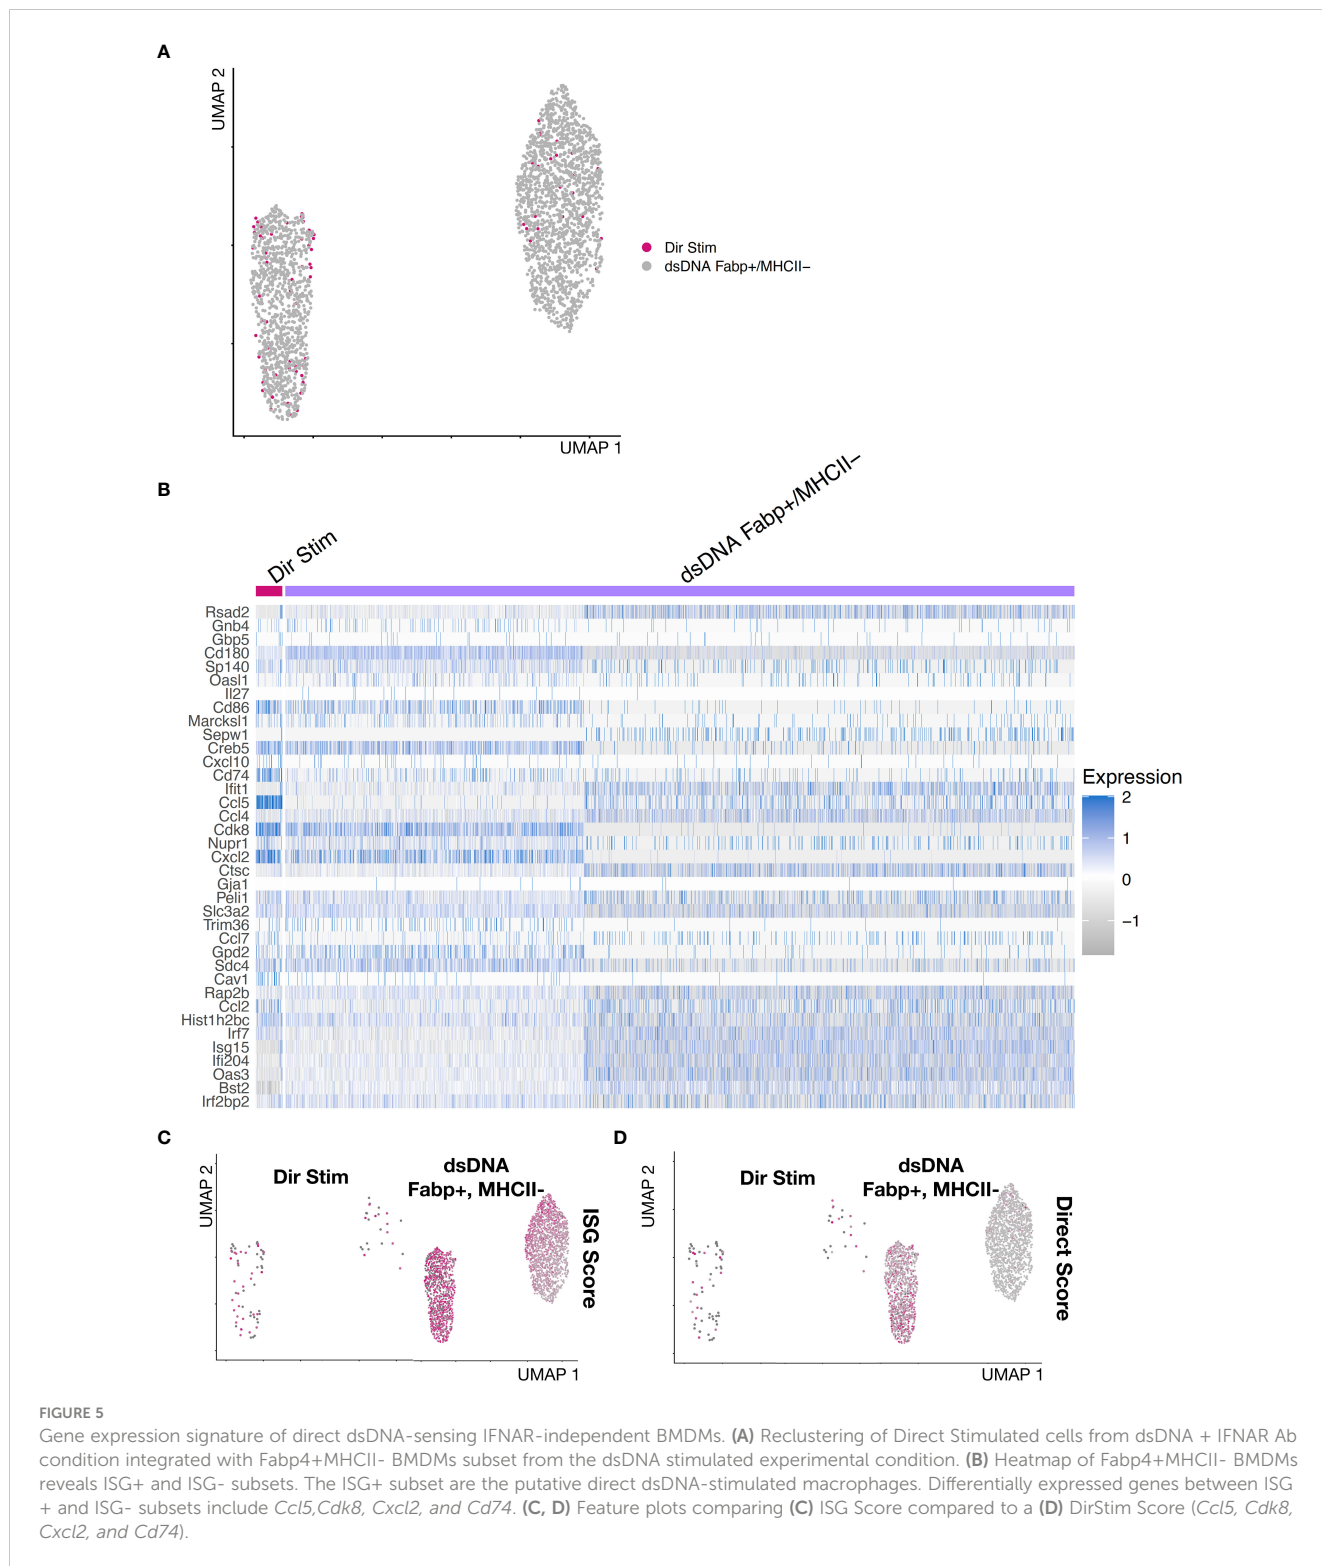 A
UMAP 2
UMAP 1
Dir Stim
dsDNA Fabp+/MHCII−
B
Dir Stim
dsDNA Fabp+/MHCII−
Rsad2
Gnb4
Gbp5
Cd180
Sp140
Oasl1
Il27
Cd86
Marcksl1
Sepw1
Creb5
Cxcl10
Cd74
Ifit1
Ccl5
Ccl4
Cdk8
Nupr1
Cxcl2
Ctsc
Gja1
Peli1
Slc3a2
Trim36
Ccl7
Gpd2
Sdc4
Cav1
Rap2b
Ccl2
Hist1h2bc
Irf7
Isg15
Ifi204
Oas3
Bst2
Irf2bp2
Expression
2
1
0
−1
C
UMAP 2
Dir Stim
dsDNA
Fabp+, MHCII-
ISG Score
UMAP 1
D
UMAP 2
Dir Stim
dsDNA
Fabp+, MHCII-
Direct Score
UMAP 1
FIGURE 5
Gene expression signature of direct dsDNA-sensing IFNAR-independent BMDMs. (A) Reclustering of Direct Stimulated cells from dsDNA + IFNAR Ab
condition integrated with Fabp4+MHCII- BMDMs subset from the dsDNA stimulated experimental condition. (B) Heatmap of Fabp4+MHCII- BMDMs
reveals ISG+ and ISG- subsets. The ISG+ subset are the putative direct dsDNA-stimulated macrophages. Differentially expressed genes between ISG
+ and ISG- subsets include Ccl5,Cdk8, Cxcl2, and Cd74. (C, D) Feature plots comparing (C) ISG Score compared to a (D) DirStim Score (Ccl5, Cdk8,
Cxcl2, and Cd74).